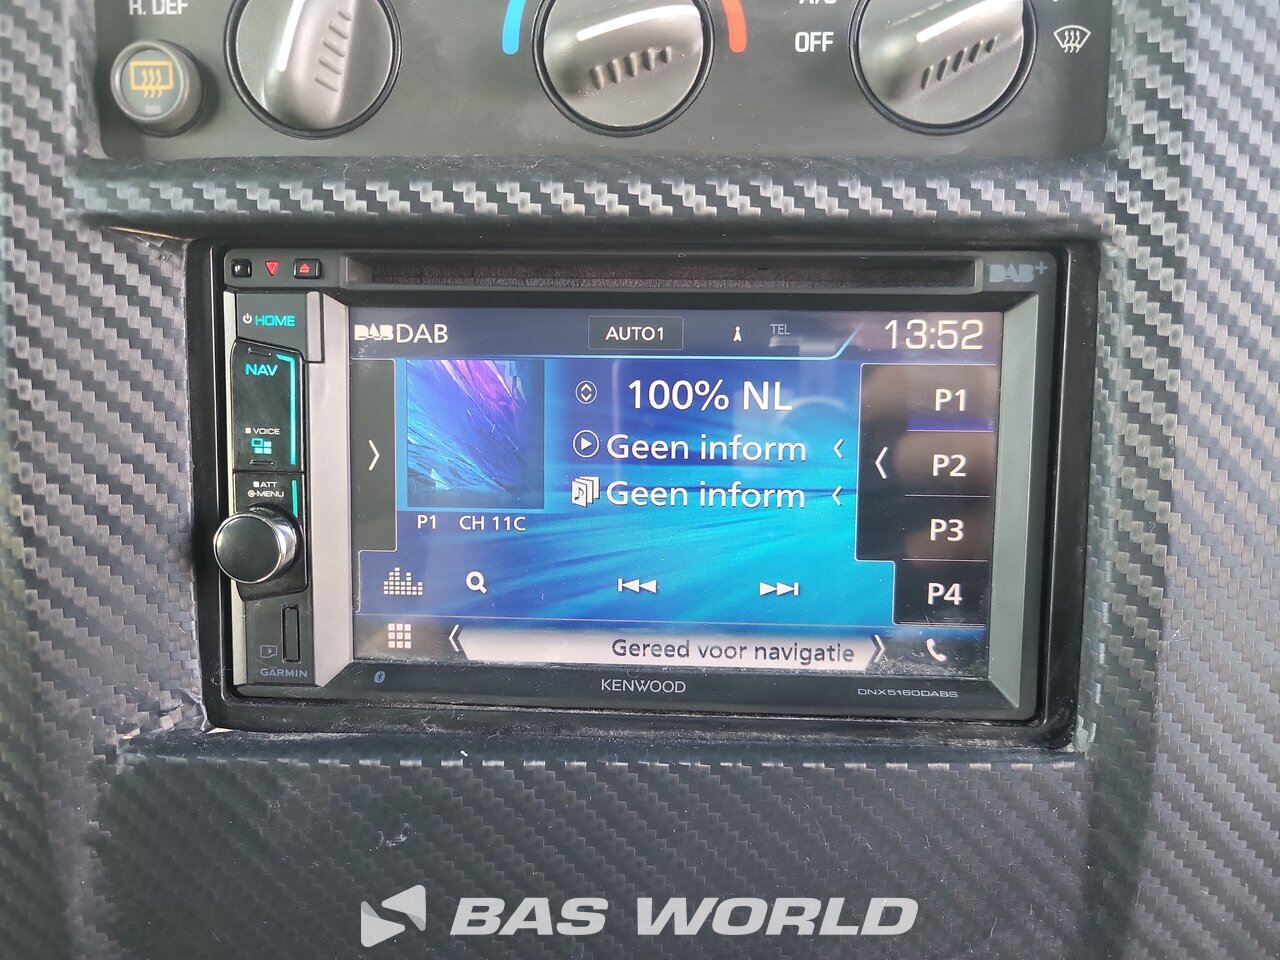 R. DEF
OFF
DAB+
HOME
DAB DAB
AUTO1
TEL
13:52
NAV
VOICE
ATT
MENU
100% NL
Geen inform
Geen inform
P1 CH 11C
P1
P2
P3
P4
Gereed voor navigatie
GARMIN
KENWOOD
DNX5160DABS
BAS WORLD